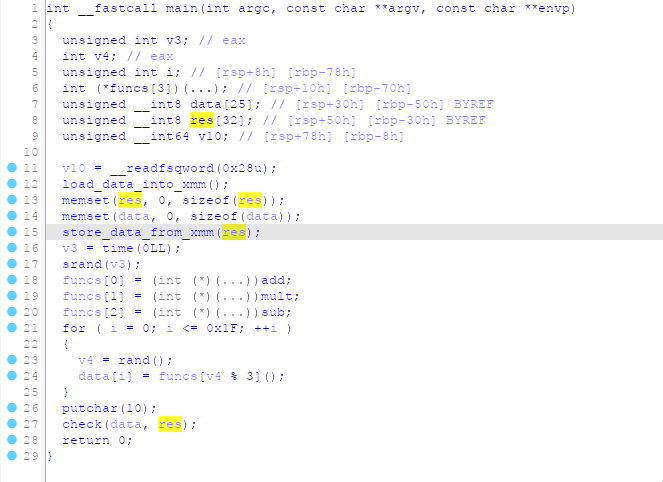 1 int __fastcall main(int argc, const char **argv, const char **envp)
2 {
3 unsigned int v3; // eax
4 int v4; // eax
5 unsigned int i; // [rsp+8h] [rbp-78h]
6 int (*funcs[3])(...); // [rsp+10h] [rbp-70h]
7 unsigned __int8 data[25]; // [rsp+30h] [rbp-50h] BYREF
8 unsigned __int8 res[32]; // [rsp+50h] [rbp-30h] BYREF
9 unsigned __int64 v10; // [rsp+78h] [rbp-8h]
10
11 v10 = __readfsqword(0x28u);
12 load_data_into_xmm();
13 memset(res, 0, sizeof(res));
14 memset(data, 0, sizeof(data));
15 store_data_from_xmm(res);
16 v3 = time(0LL);
17 srand(v3);
18 funcs[0] = (int (*)(...))add;
19 funcs[1] = (int (*)(...))mult;
20 funcs[2] = (int (*)(...))sub;
21 for ( i = 0; i <= 0x1F; ++i )
22 {
23 v4 = rand();
24 data[i] = funcs[v4 % 3]();
25 }
26 putchar(10);
27 check(data, res);
28 return 0;
29 }